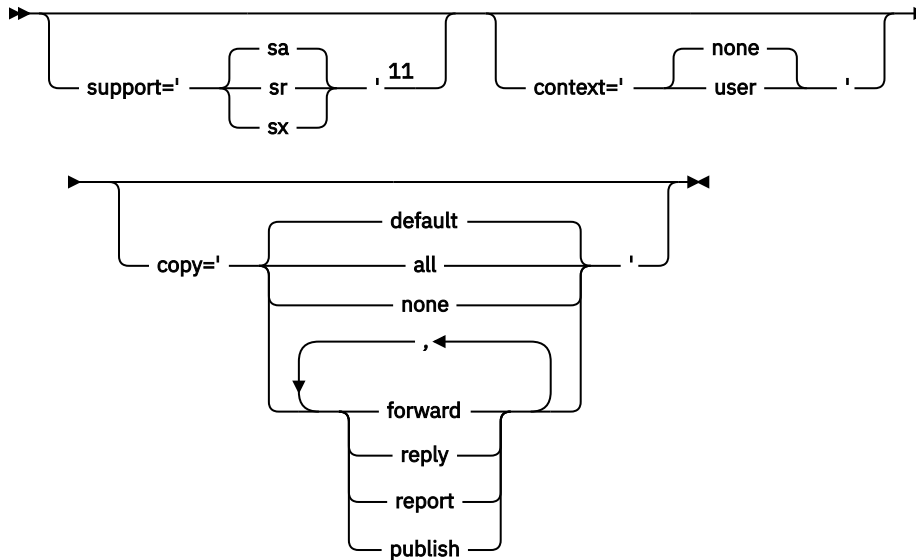 sa none
support=' sr ' 11 context=' user '
sx
default
copy=' all '
none
,
forward
reply
report
publish